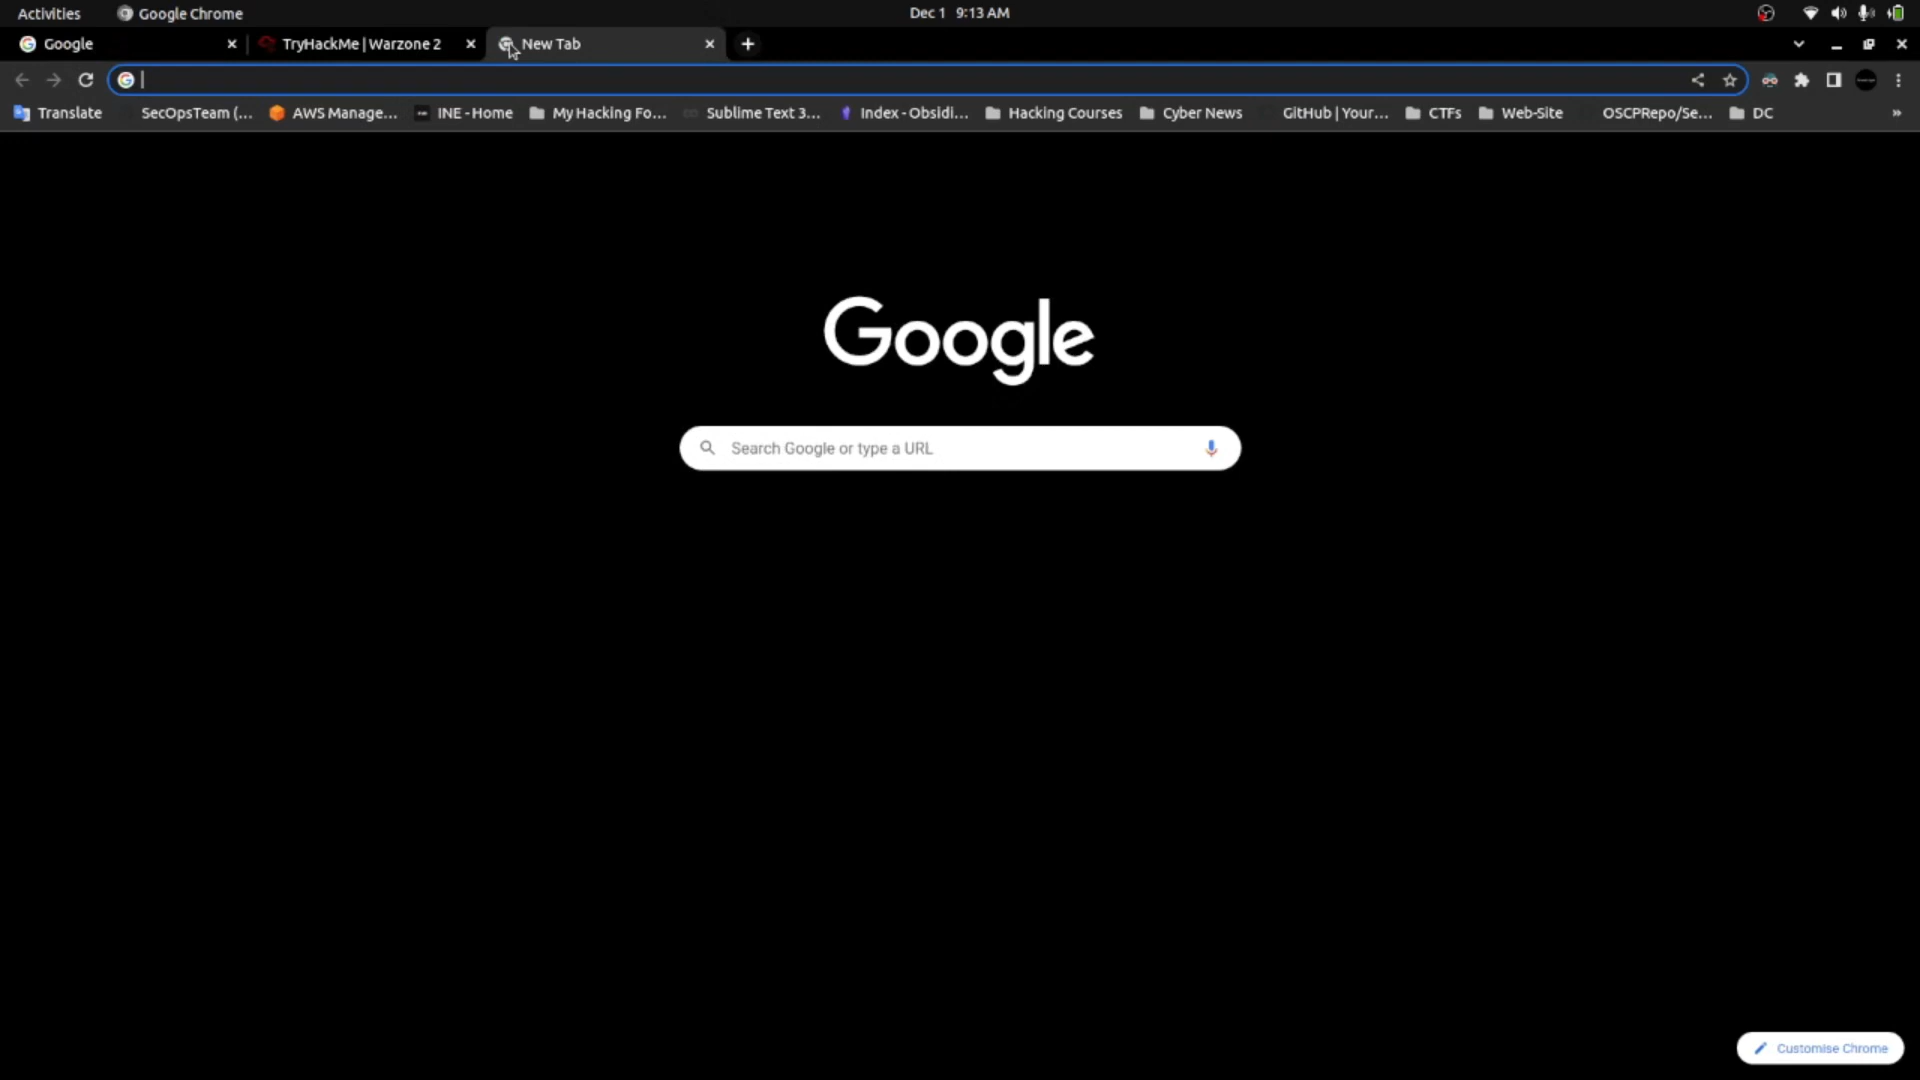 Activities Google Chrome Dec 1 9:13 AM
Google TryHackMe | Warzone 2 New Tab
Translate SecOpsTeam (... AWS Manage... INE - Home My Hacking Fo... Sublime Text 3... Index - Obsidi... Hacking Courses Cyber News GitHub | Your... CTFs Web-Site OSCPRepo/Se... DC »
Google
Search Google or type a URL
Customise Chrome